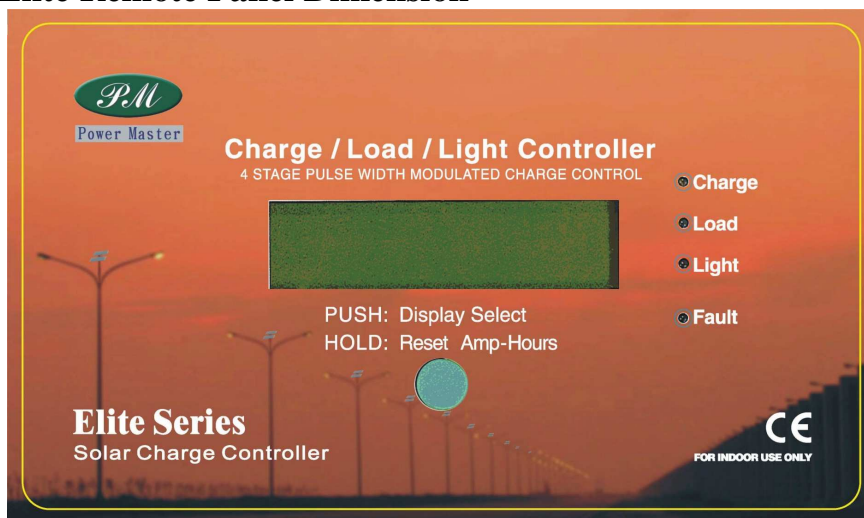 Elite Remote Panel Dimension
PM
Power Master
Charge / Load / Light Controller
4 STAGE PULSE WIDTH MODULATED CHARGE CONTROL
Charge
Load
Light
Fault
PUSH: Display Select
HOLD: Reset Amp-Hours
Elite Series
Solar Charge Controller
CE
FOR INDOOR USE ONLY